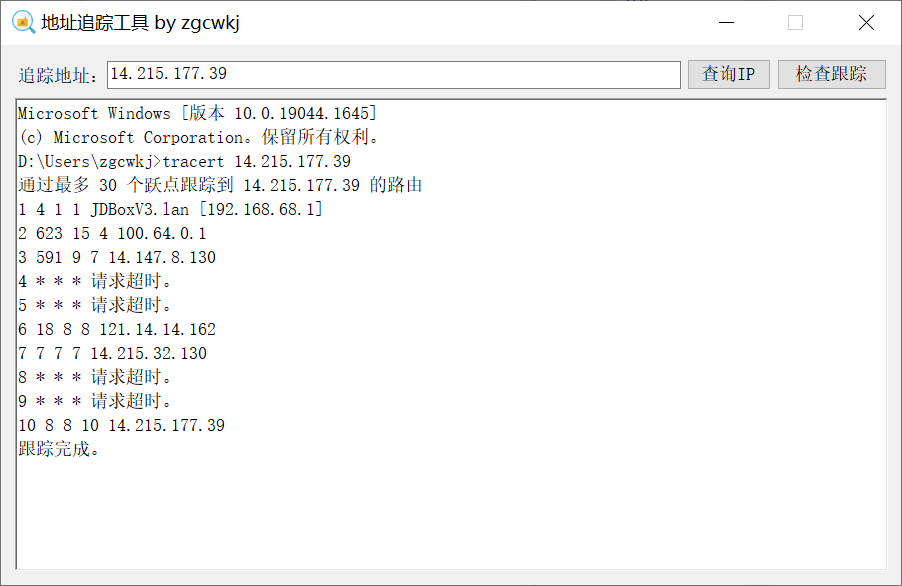 地址追踪工具 by zgcwkj
追踪地址: 14.215.177.39 查询IP 检查跟踪
Microsoft Windows [版本 10.0.19044.1645]
(c) Microsoft Corporation。保留所有权利。
D:\Users\zgcwkj>tracert 14.215.177.39
通过最多 30 个跃点跟踪到 14.215.177.39 的路由
1 4 1 1 JDBoxV3.lan [192.168.68.1]
2 623 15 4 100.64.0.1
3 591 9 7 14.147.8.130
4 * * * 请求超时。
5 * * * 请求超时。
6 18 8 8 121.14.14.162
7 7 7 7 14.215.32.130
8 * * * 请求超时。
9 * * * 请求超时。
10 8 8 10 14.215.177.39
跟踪完成。